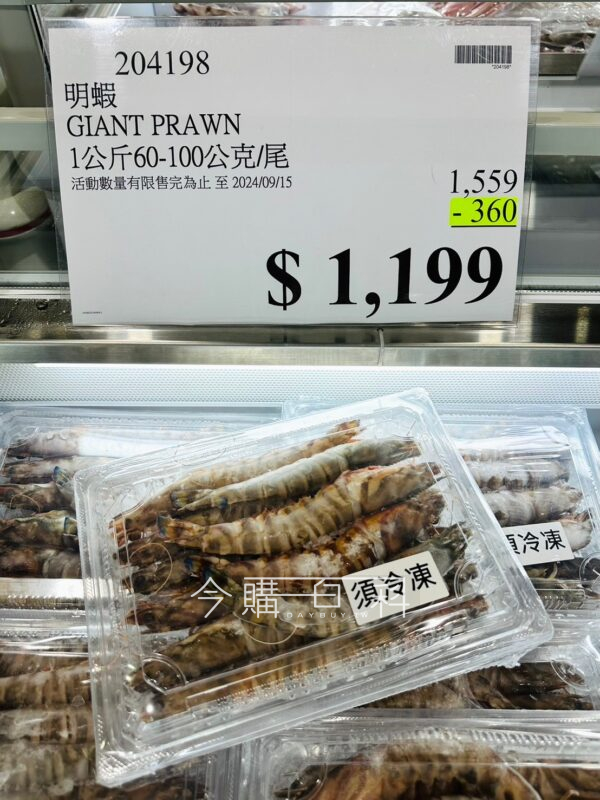 204198
*204198*
明蝦
GIANT PRAWN
1公斤60-100公克/尾
活動數量有限售完為止 至 2024/09/15
1,559
- 360
$ 1,199
須冷凍
須冷凍
今購百科
DAYBUY